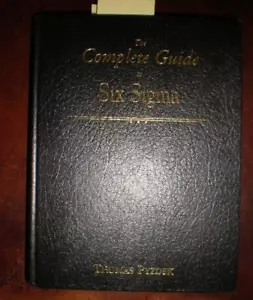 The
Complete Guide
to
Six Sigma
Thomas Pyzdek